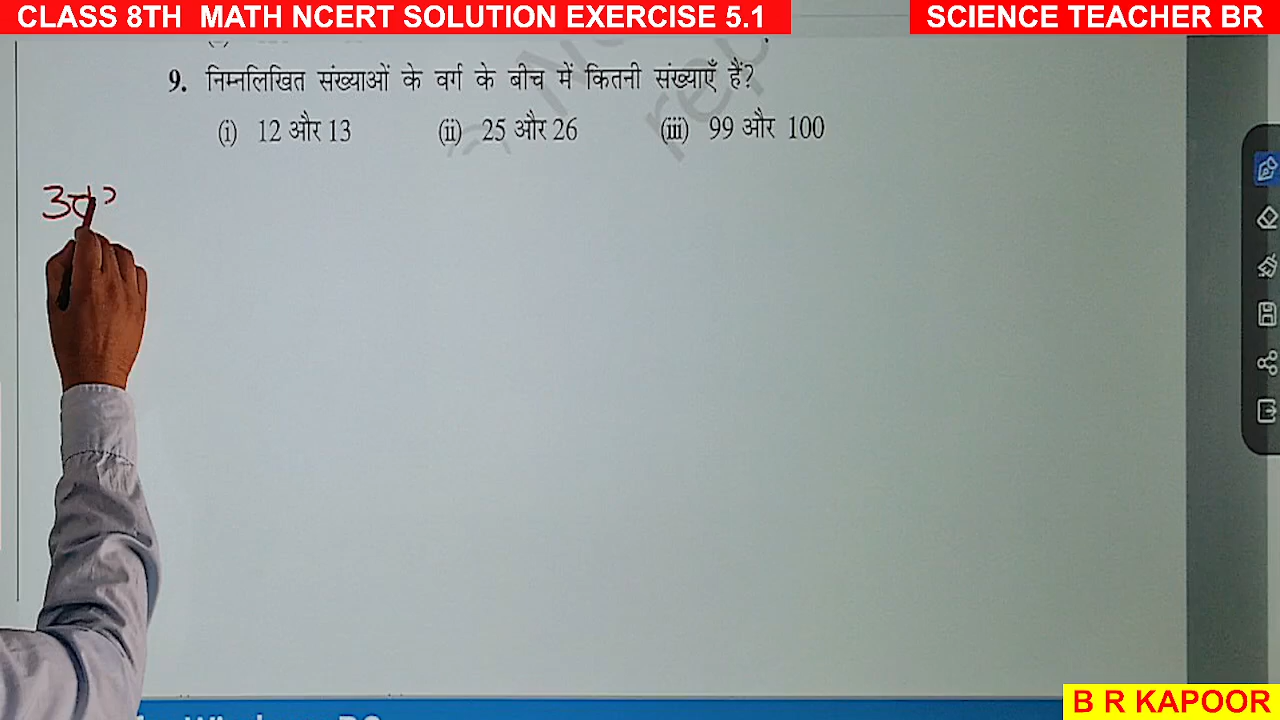 CLASS 8TH MATH NCERT SOLUTION EXERCISE 5.1
SCIENCE TEACHER BR
9. निम्नलिखित संख्याओं के वर्ग के बीच में कितनी संख्याएँ हैं?
(i) 12 और 13 (ii) 25 और 26 (iii) 99 और 100
B R KAPOOR